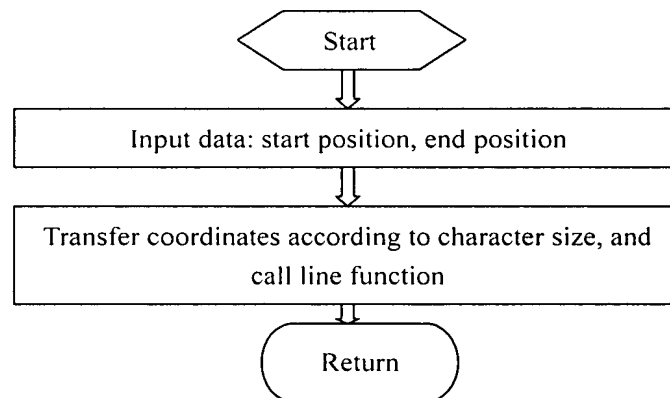 Start
Input data: start position, end position
Transfer coordinates according to character size, and
call line function
Return